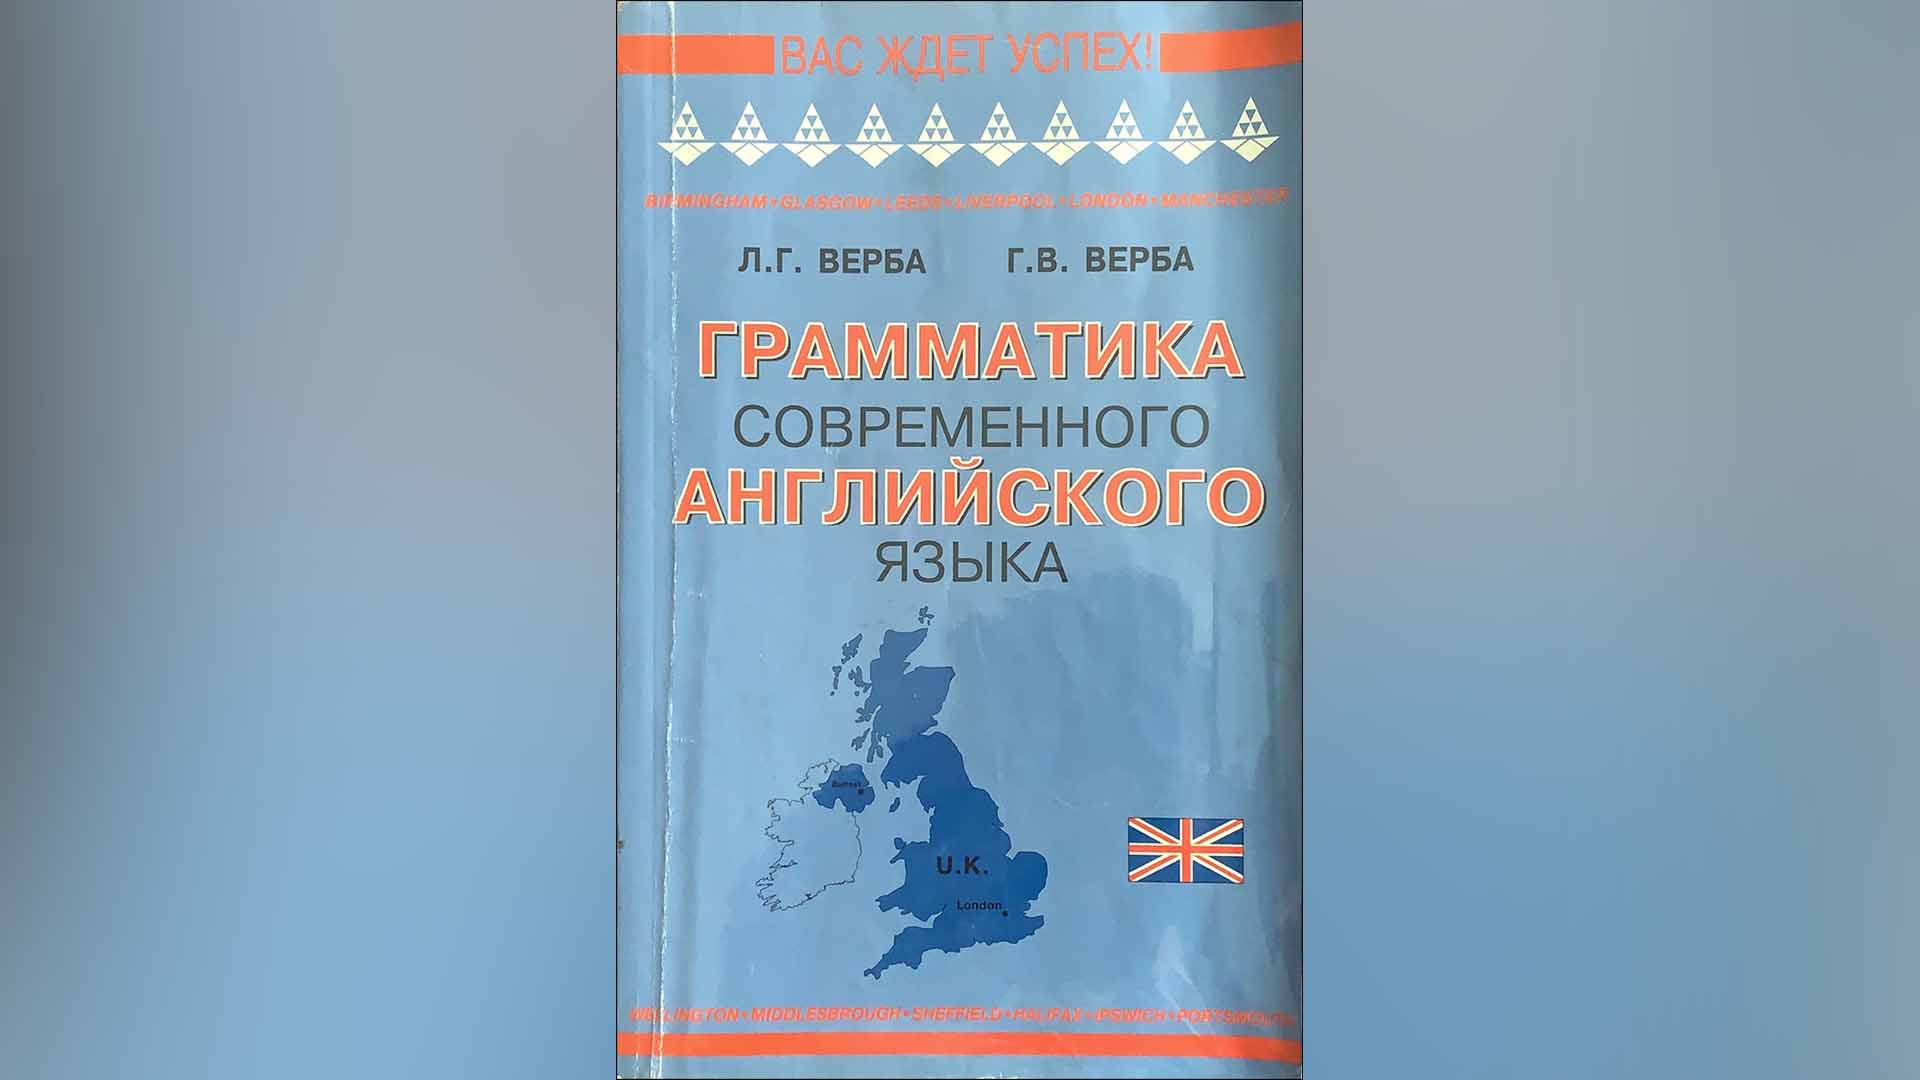 ВАС ЖДЕТ УСПЕХ!
BIRMINGHAM • GLASGOW • LEEDS • LIVERPOOL • LONDON • MANCHESTER
Л.Г. ВЕРБА Г.В. ВЕРБА
ГРАММАТИКА
СОВРЕМЕННОГО
АНГЛИЙСКОГО
ЯЗЫКА
Belfast
U.K.
London
WELLINGTON • MIDDLESBROUGH • SHEFFIELD • HALIFAX • IPSWICH • PORTSMOUTH